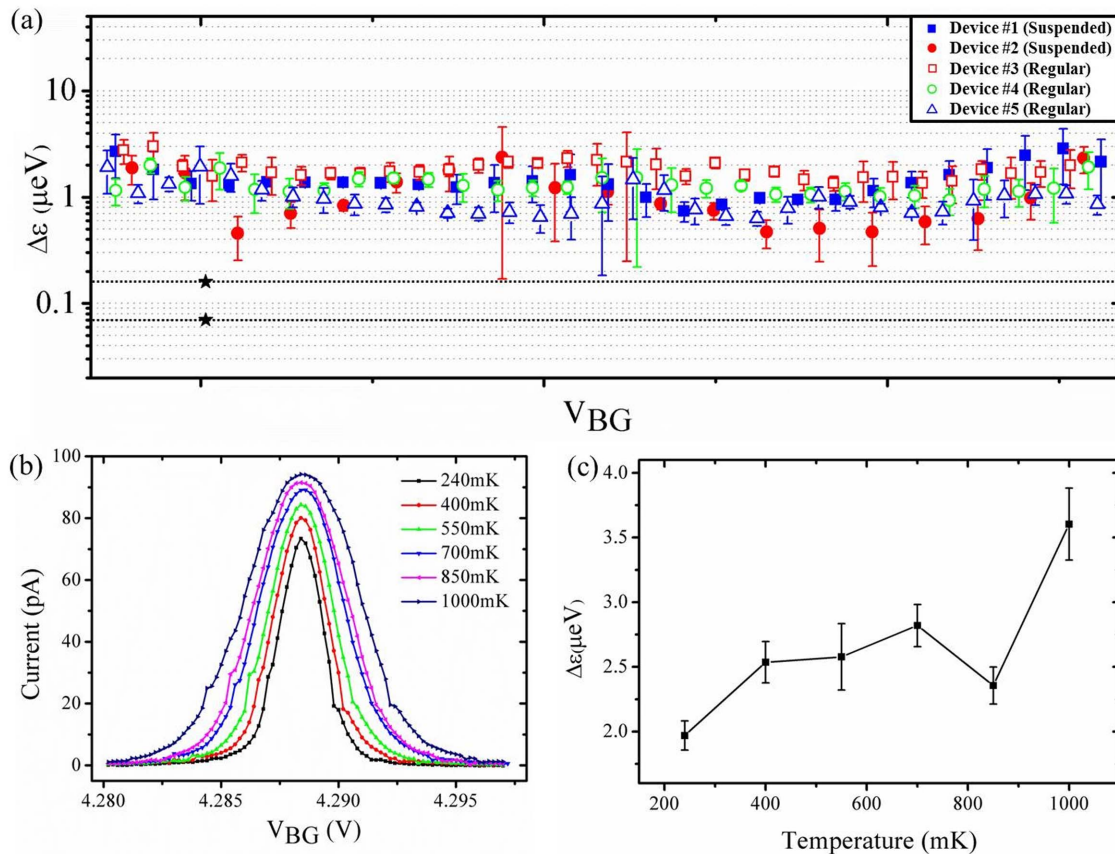 (a)
Δε (μeV)
10
1
0.1
Device #1 (Suspended)
Device #2 (Suspended)
Device #3 (Regular)
Device #4 (Regular)
Device #5 (Regular)
V_BG
(b)
Current (pA)
100
80
60
40
20
0
240mK
400mK
550mK
700mK
850mK
1000mK
4.280 4.285 4.290 4.295
V_BG (V)
(c)
Δε(μeV)
4.0
3.5
3.0
2.5
2.0
200 400 600 800 1000
Temperature (mK)